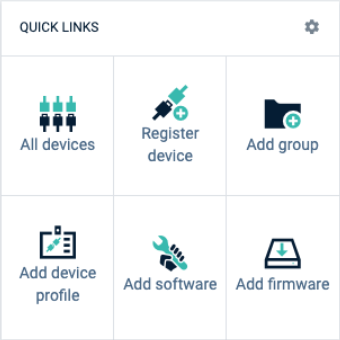 QUICK LINKS
All devices
Register
device
Add group
Add device
profile
Add software
Add firmware